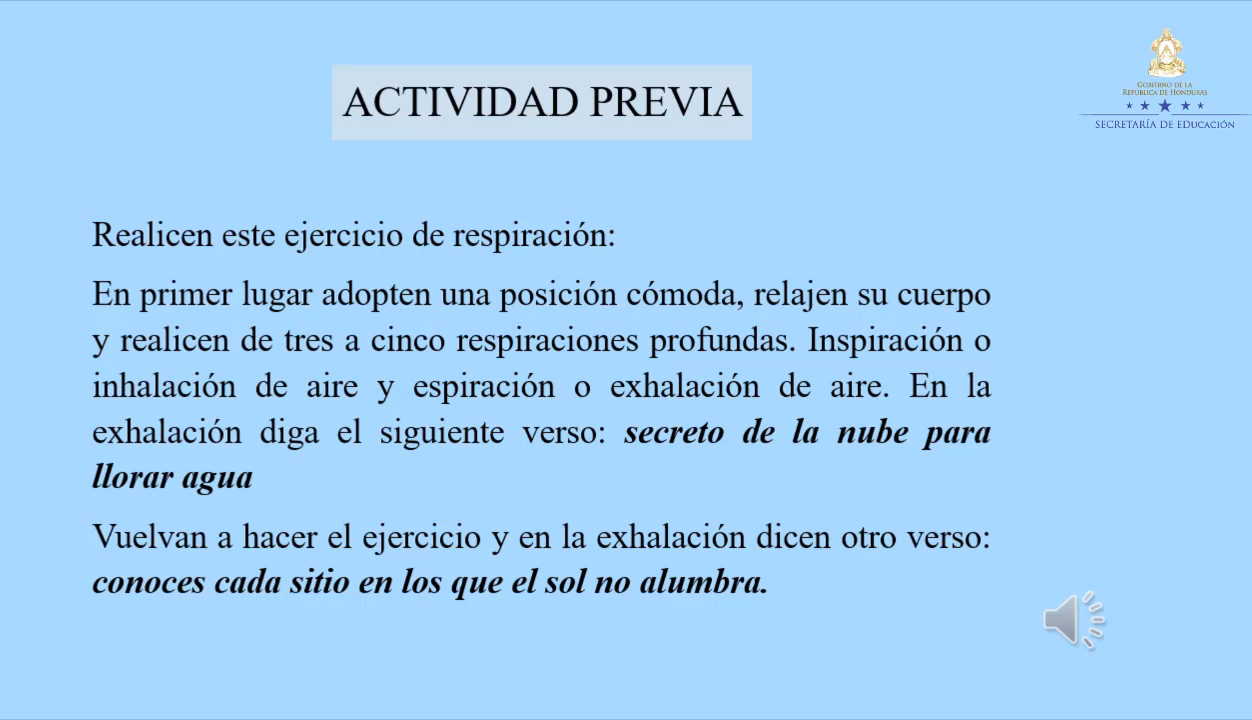 ACTIVIDAD PREVIA
GOBIERNO DE LA
REPÚBLICA DE HONDURAS
SECRETARÍA DE EDUCACIÓN
Realicen este ejercicio de respiración:
En primer lugar adopten una posición cómoda, relajen su cuerpo
y realicen de tres a cinco respiraciones profundas. Inspiración o
inhalación de aire y espiración o exhalación de aire. En la
exhalación diga el siguiente verso: secreto de la nube para
llorar agua
Vuelvan a hacer el ejercicio y en la exhalación dicen otro verso:
conoces cada sitio en los que el sol no alumbra.